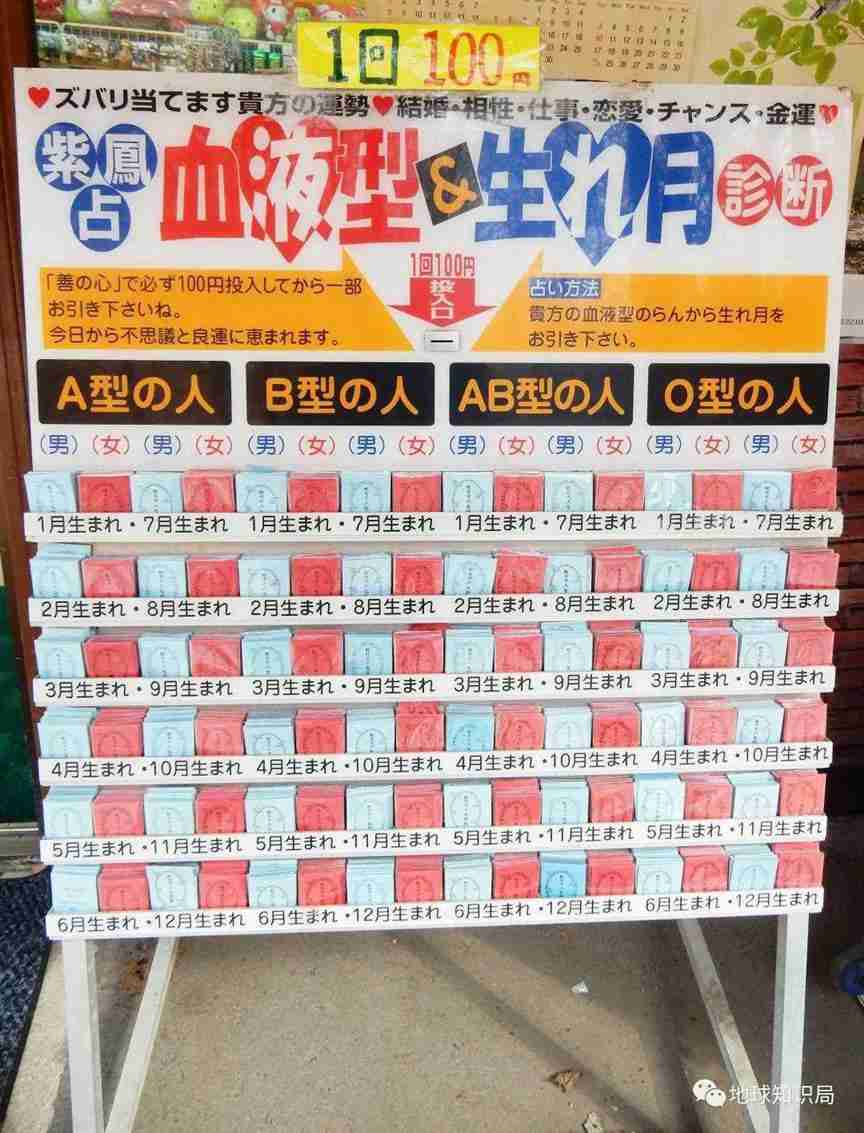 1回 100円
♥ズバリ当てます貴方の運勢♥結婚・相性・仕事・恋愛・チャンス・金運
紫鳳占
血液型&生れ月
診断
1回100円
投入口
「善の心」で必ず100円投入してから一部
お引き下さいね。
今日から不思議と良運に恵まれます。
占い方法
貴方の血液型のらんから生れ月を
お引き下さい。
A型の人 B型の人 AB型の人 O型の人
(男) (女) (男) (女) (男) (女) (男) (女) (男) (女) (男) (女) (男) (女) (男) (女)
1月生まれ・7月生まれ 1月生まれ・7月生まれ 1月生まれ・7月生まれ 1月生まれ・7月生まれ
2月生まれ・8月生まれ 2月生まれ・8月生まれ 2月生まれ・8月生まれ 2月生まれ・8月生まれ
3月生まれ・9月生まれ 3月生まれ・9月生まれ 3月生まれ・9月生まれ 3月生まれ・9月生まれ
4月生まれ・10月生まれ 4月生まれ・10月生まれ 4月生まれ・10月生まれ 4月生まれ・10月生まれ
5月生まれ・11月生まれ 5月生まれ・11月生まれ 5月生まれ・11月生まれ 5月生まれ・11月生まれ
6月生まれ・12月生まれ 6月生まれ・12月生まれ 6月生まれ・12月生まれ 6月生まれ・12月生まれ
地球知识局